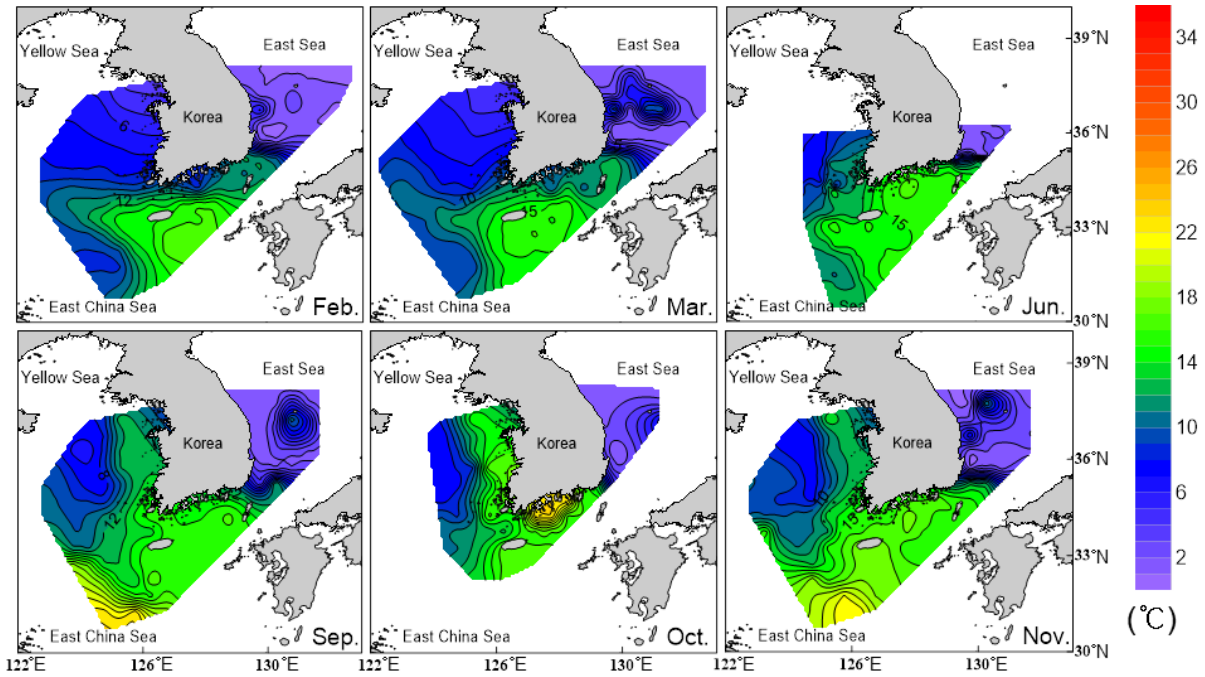 Yellow Sea
East Sea
Korea
6
12
East China Sea
Feb.
Yellow Sea
East Sea
Korea
10
15
East China Sea
Mar.
Yellow Sea
East Sea
Korea
15
East China Sea
Jun.
39°N
36°N
33°N
30°N
Yellow Sea
East Sea
Korea
12
East China Sea
Sep.
Yellow Sea
East Sea
Korea
East China Sea
Oct.
Yellow Sea
East Sea
Korea
10
13
East China Sea
Nov.
39°N
36°N
33°N
30°N
122°E
126°E
130°E
122°E
126°E
130°E
122°E
126°E
130°E
34
30
26
22
18
14
10
6
2
(℃)